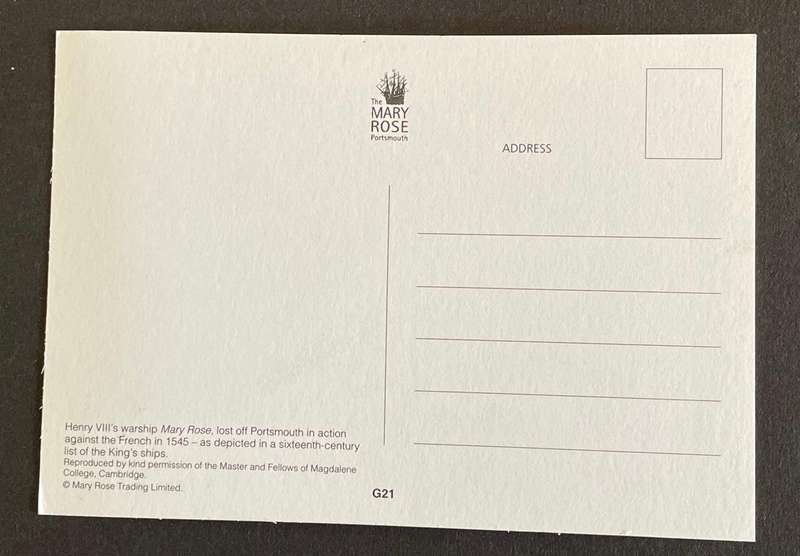 The
MARY
ROSE
Portsmouth
ADDRESS
Henry VIII's warship Mary Rose, lost off Portsmouth in action
against the French in 1545 – as depicted in a sixteenth-century
list of the King's ships.
Reproduced by kind permission of the Master and Fellows of Magdalene
College, Cambridge.
© Mary Rose Trading Limited.
G21